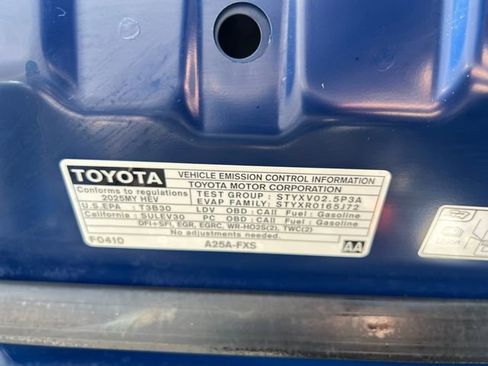 TOYOTA
VEHICLE EMISSION CONTROL INFORMATION
TOYOTA MOTOR CORPORATION
Conforms to regulations
2025MY HEV
TEST GROUP : STYXV02.5P3A
EVAP FAMILY: STYXR0165J72
U.S.EPA : T3B30 LDV OBD : CAII Fuel : Gasoline
California : SULEV30 PC OBD : CAII Fuel : Gasoline
DFI+SFI, EGR, EGRC, WR-HO2S(2), TWC(2)
No adjustments needed.
F0410
A25A-FXS
AA